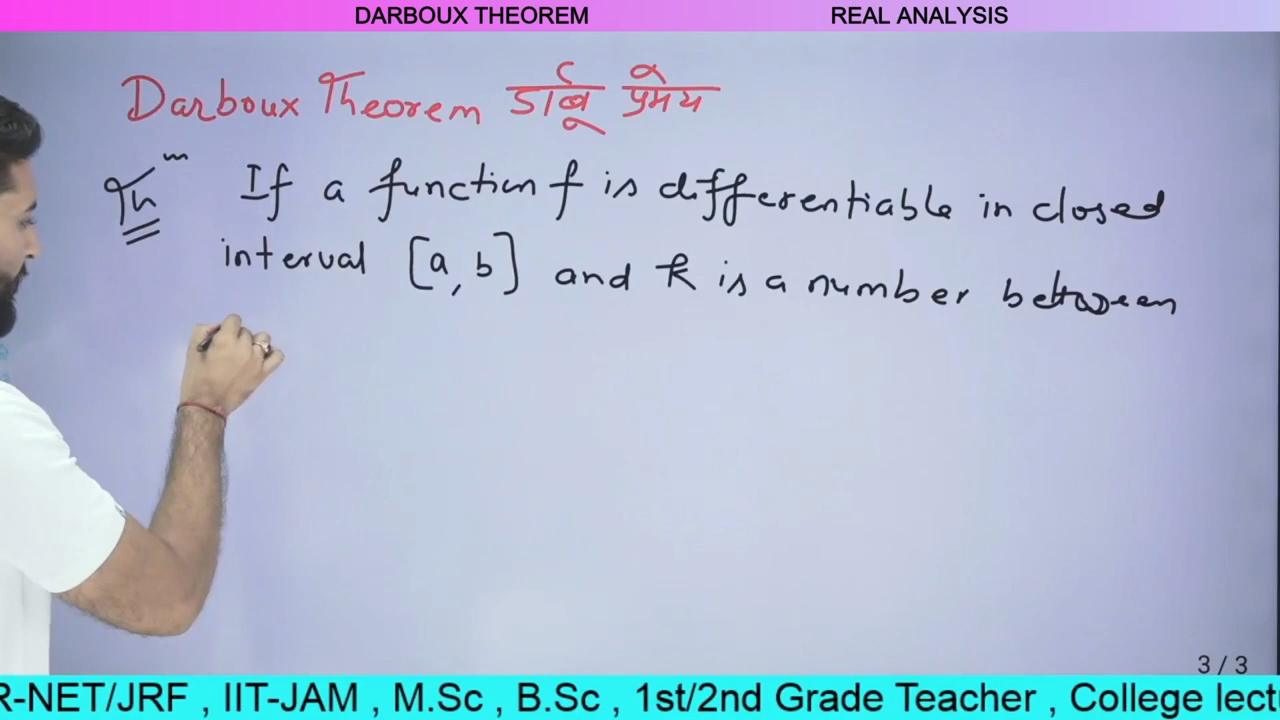 DARBOUX THEOREM REAL ANALYSIS
Darboux Theorem डार्बू प्रमेय
Th^m If a function f is differentiable in closed
interval [a, b] and k is a number between
3 / 3
R-NET/JRF , IIT-JAM , M.Sc , B.Sc , 1st/2nd Grade Teacher , College lect